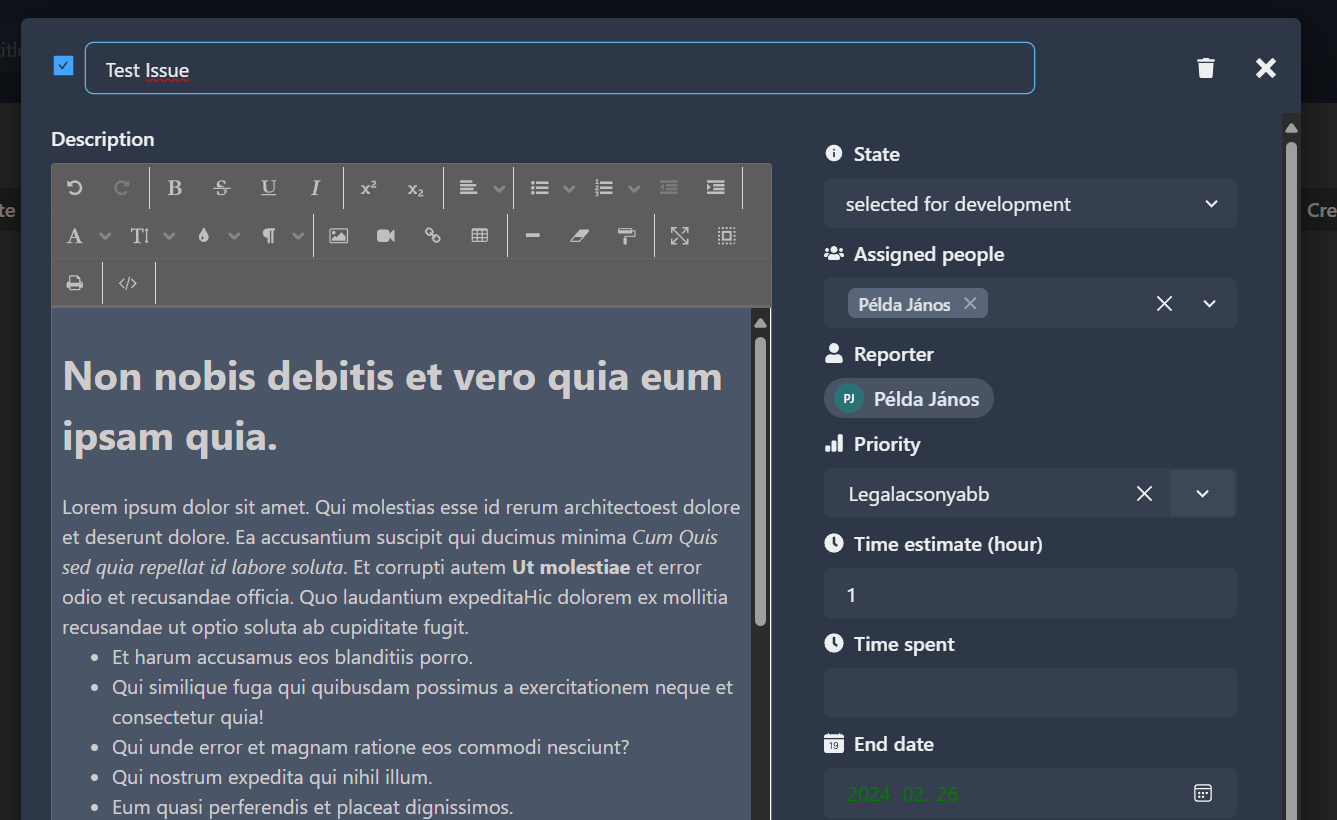 itle
Test Issue
Description
State
te
selected for development
Cre
Assigned people
Példa János
Reporter
PJ Példa János
Priority
Legalacsonyabb
Time estimate (hour)
1
Time spent
End date
19
2024. 02. 26.
B S U I x² x₂
A T
</>
Non nobis debitis et vero quia eum
ipsam quia.
Lorem ipsum dolor sit amet. Qui molestias esse id rerum architectoest dolore
et deserunt dolore. Ea accusantium suscipit qui ducimus minima Cum Quis
sed quia repellat id labore soluta. Et corrupti autem Ut molestiae et error
odio et recusandae officia. Quo laudantium expeditaHic dolorem ex mollitia
recusandae ut optio soluta ab cupiditate fugit.
• Et harum accusamus eos blanditiis porro.
• Qui similique fuga qui quibusdam possimus a exercitationem neque et
consectetur quia!
• Qui unde error et magnam ratione eos commodi nesciunt?
• Qui nostrum expedita qui nihil illum.
• Eum quasi perferendis et placeat dignissimos.